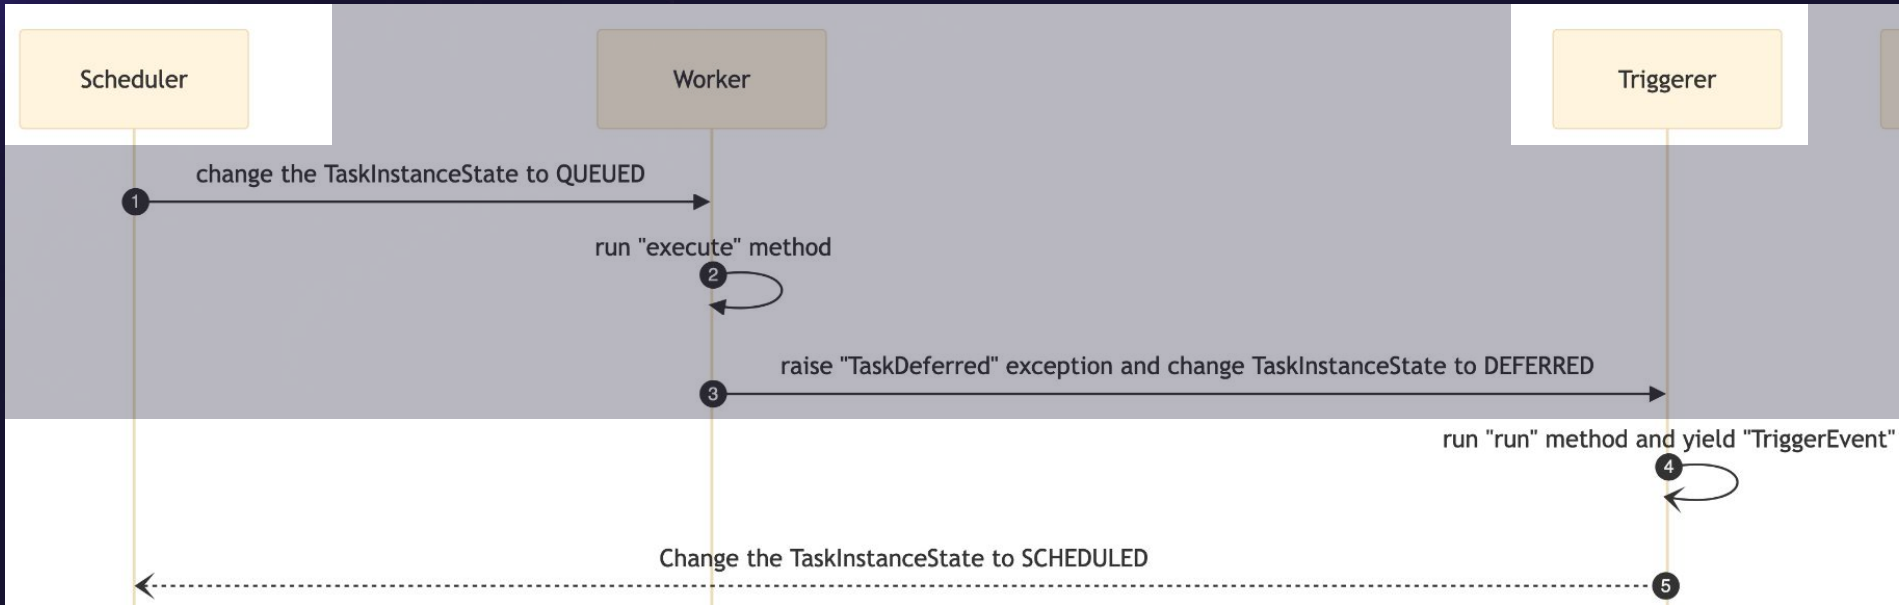 Scheduler
Worker
Triggerer
change the TaskInstanceState to QUEUED
1
run "execute" method
2
raise "TaskDeferred" exception and change TaskInstanceState to DEFERRED
3
run "run" method and yield "TriggerEvent"
4
Change the TaskInstanceState to SCHEDULED
5